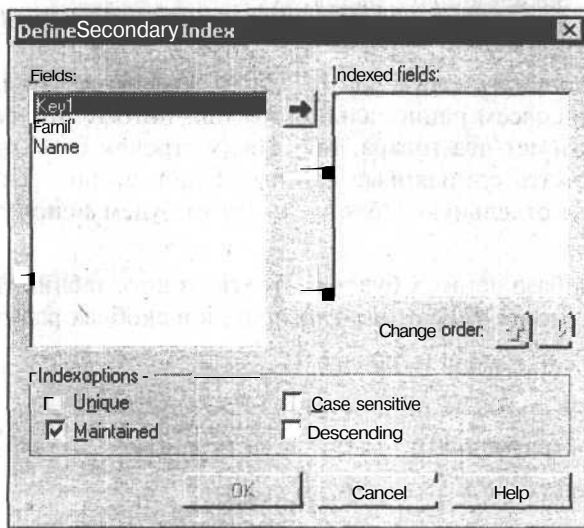 Define Secondary Index
Fields:
Indexed fields:
Key1
Famil
Name
Change order:
Index options
Unique
Case sensitive
Maintained
Descending
OK
Cancel
Help